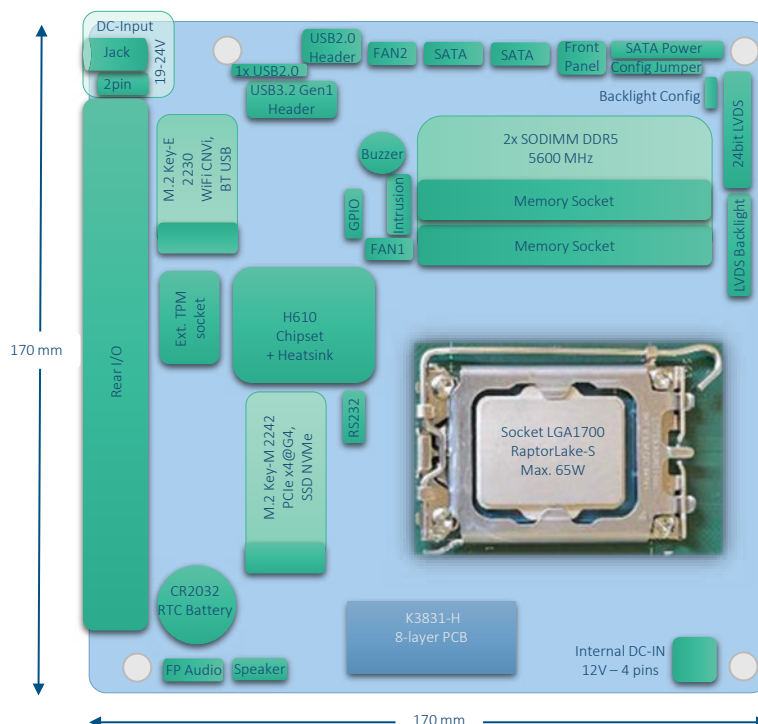 DC-Input
Jack
19-24V
2pin
USB2.0
Header
1x USB2.0
USB3.2 Gen1
Header
FAN2
SATA
SATA
Front
Panel
SATA Power
Config Jumper
Backlight Config
24bit LVDS
LVDS Backlight
M.2 Key-E
2230
WiFi CNVi,
BT USB
Buzzer
2x SODIMM DDR5
5600 MHz
Memory Socket
Memory Socket
GPIO
Intrusion
FAN1
Ext. TPM
socket
H610
Chipset
+ Heatsink
170 mm
Rear I/O
M.2 Key-M 2242
PCIe x4@G4,
SSD NVMe
RS232
Socket LGA1700
RaptorLake-S
Max. 65W
CR2032
RTC Battery
K3831-H
8-layer PCB
Internal DC-IN
12V – 4 pins
FP Audio
Speaker
170 mm